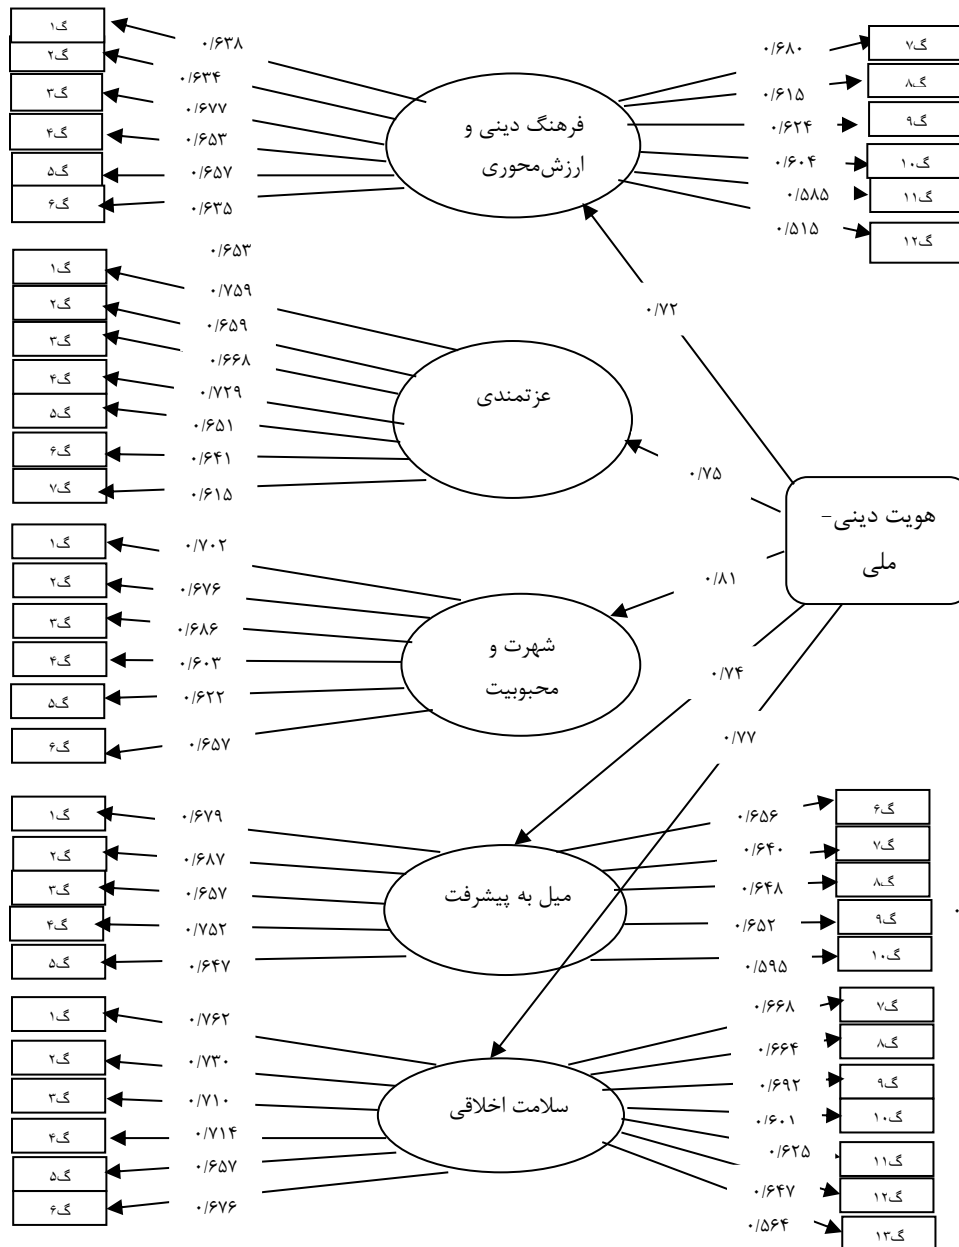 گ۱
۰/۶۳۸
گ۲
۰/۶۳۴
گ۳
۰/۶۷۷
گ۴
۰/۶۵۳
گ۵
۰/۶۵۷
گ۶
۰/۶۳۵
فرهنگ دینی و
ارزش‌محوری
۰/۶۸۰
گ۷
۰/۶۱۵
گ۸
۰/۶۲۴
گ۹
۰/۶۰۴
گ۱۰
۰/۵۸۵
گ۱۱
۰/۵۱۵
گ۱۲
۰/۶۵۳
گ۱
۰/۷۵۹
گ۲
۰/۶۵۹
گ۳
۰/۶۶۸
گ۴
۰/۷۲۹
گ۵
۰/۶۵۱
گ۶
۰/۶۴۱
گ۷
۰/۶۱۵
عزتمندی
۰/۷۲
۰/۷۵
هویت دینی-
ملی
۰/۸۱
۰/۷۴
۰/۷۷
گ۱
۰/۷۰۲
گ۲
۰/۶۷۶
گ۳
۰/۶۸۶
گ۴
۰/۶۰۳
گ۵
۰/۶۲۲
گ۶
۰/۶۵۷
شهرت و
محبوبیت
گ۱
۰/۶۷۹
گ۲
۰/۶۸۷
گ۳
۰/۶۵۷
گ۴
۰/۷۵۲
گ۵
۰/۶۴۷
میل به پیشرفت
۰/۶۵۶
گ۶
۰/۶۴۰
گ۷
۰/۶۴۸
گ۸
۰/۶۵۲
گ۹
۰/۵۹۵
گ۱۰
گ۱
۰/۷۶۲
گ۲
۰/۷۳۰
گ۳
۰/۷۱۰
گ۴
۰/۷۱۴
گ۵
۰/۶۵۷
گ۶
۰/۶۷۶
سلامت اخلاقی
۰/۶۶۸
گ۷
۰/۶۶۴
گ۸
۰/۶۹۲
گ۹
۰/۶۰۱
گ۱۰
۰/۶۲۵
گ۱۱
۰/۶۴۷
گ۱۲
۰/۵۶۴
گ۱۳